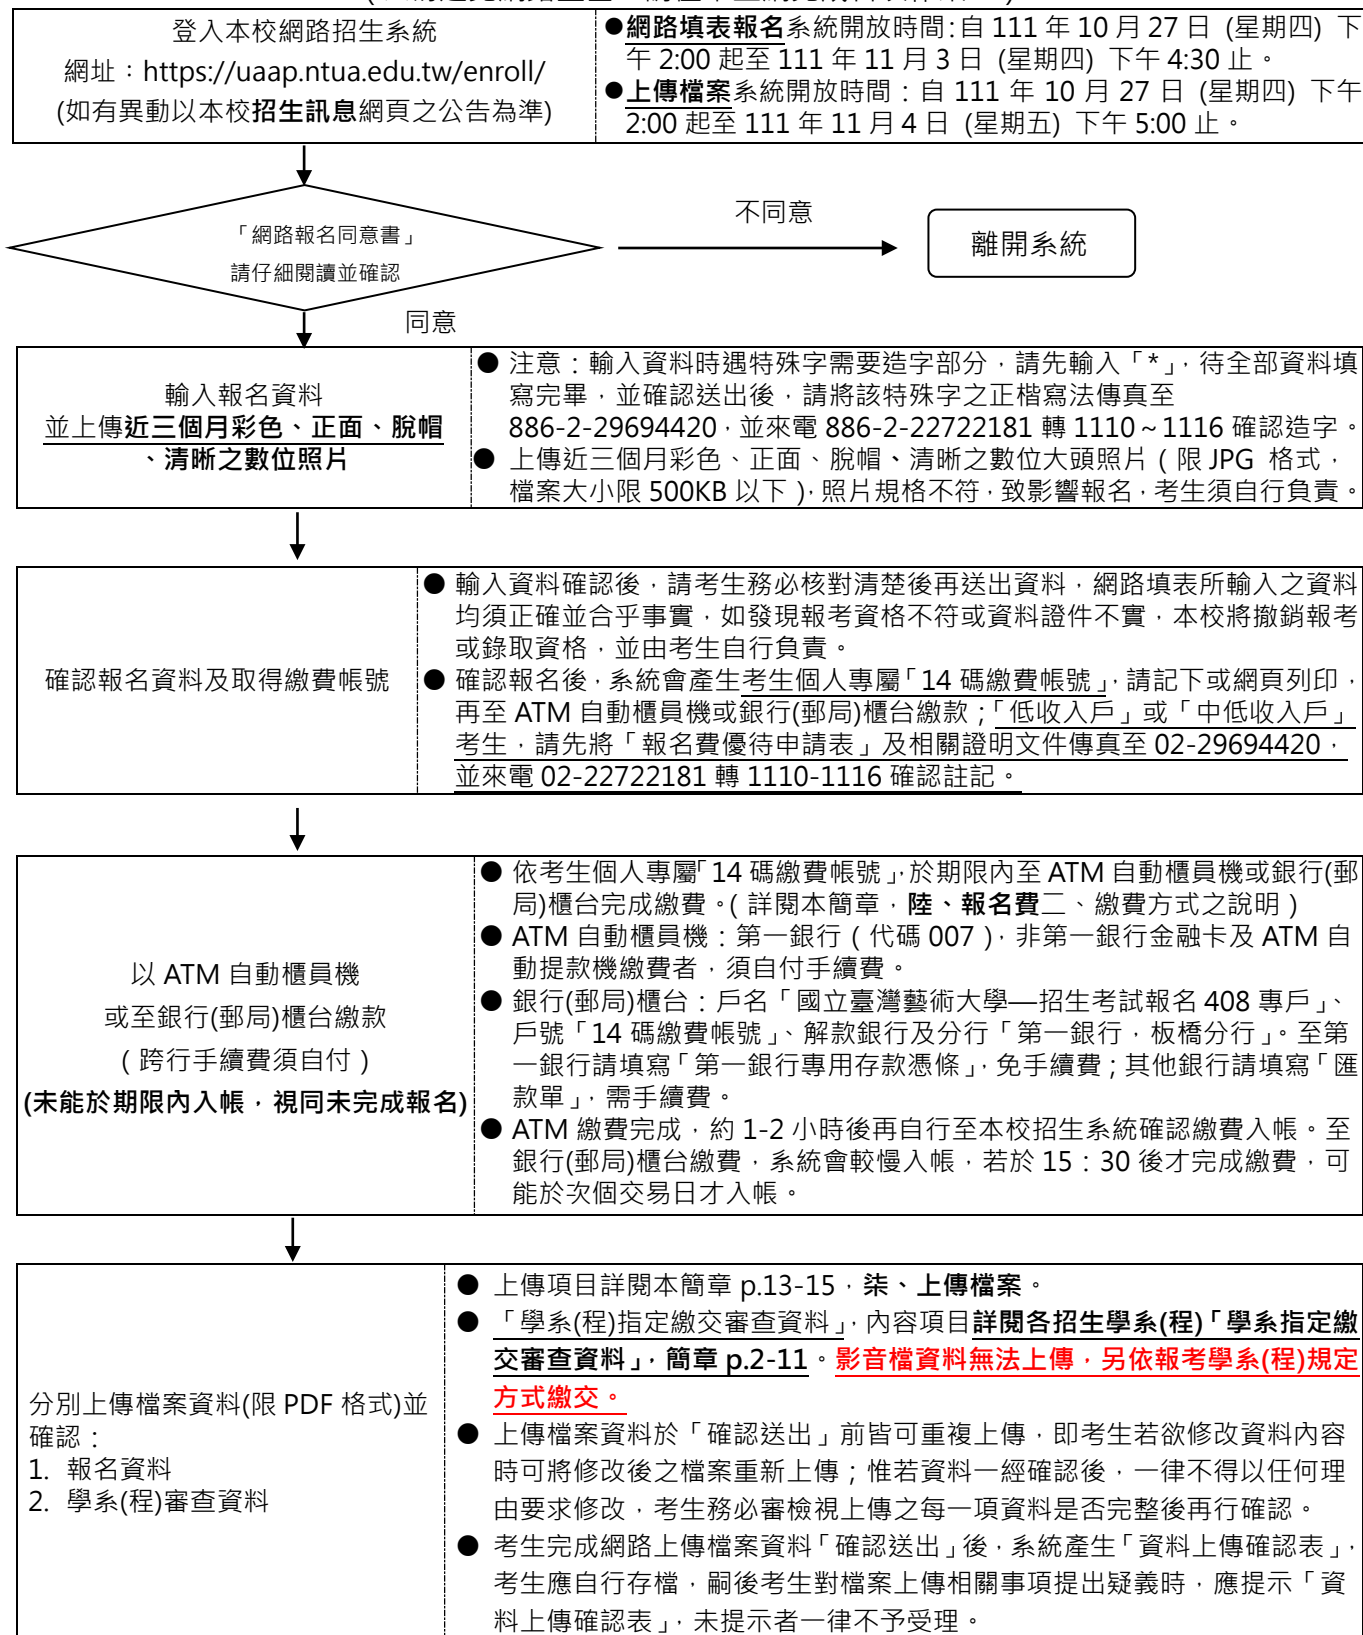 登入本校網路招生系統
網址：https://uaap.ntua.edu.tw/enroll/
(如有異動以本校招生訊息網頁之公告為準)
●網路填表報名系統開放時間:自 111 年 10 月 27 日 (星期四) 下
午 2:00 起至 111 年 11 月 3 日 (星期四) 下午 4:30 止。
●上傳檔案系統開放時間：自 111 年 10 月 27 日 (星期四) 下午
2:00 起至 111 年 11 月 4 日 (星期五) 下午 5:00 止。
「網路報名同意書」
請仔細閱讀並確認
不同意
離開系統
同意
輸入報名資料
並上傳近三個月彩色、正面、脫帽
、清晰之數位照片
● 注意：輸入資料時遇特殊字需要造字部分，請先輸入「*」，待全部資料填
寫完畢，並確認送出後，請將該特殊字之正楷寫法傳真至
886-2-29694420，並來電 886-2-22722181 轉 1110～1116 確認造字。
● 上傳近三個月彩色、正面、脫帽、清晰之數位大頭照片（限 JPG 格式，
檔案大小限 500KB 以下），照片規格不符，致影響報名，考生須自行負責。
確認報名資料及取得繳費帳號
● 輸入資料確認後，請考生務必核對清楚後再送出資料，網路填表所輸入之資料
均須正確並合乎事實，如發現報考資格不符或資料證件不實，本校將撤銷報考
或錄取資格，並由考生自行負責。
● 確認報名後，系統會產生考生個人專屬「14 碼繳費帳號」，請記下或網頁列印，
再至 ATM 自動櫃員機或銀行(郵局)櫃台繳款；「低收入戶」或「中低收入戶」
考生，請先將「報名費優待申請表」及相關證明文件傳真至 02-29694420，
並來電 02-22722181 轉 1110-1116 確認註記。
以 ATM 自動櫃員機
或至銀行(郵局)櫃台繳款
（跨行手續費須自付）
(未能於期限內入帳，視同未完成報名)
● 依考生個人專屬「14 碼繳費帳號」，於期限內至 ATM 自動櫃員機或銀行(郵
局)櫃台完成繳費。（詳閱本簡章，陸、報名費二、繳費方式之說明）
● ATM 自動櫃員機：第一銀行（代碼 007），非第一銀行金融卡及 ATM 自
動提款機繳費者，須自付手續費。
● 銀行(郵局)櫃台：戶名「國立臺灣藝術大學—招生考試報名 408 專戶」、
戶號「14 碼繳費帳號」、解款銀行及分行「第一銀行，板橋分行」。至第
一銀行請填寫「第一銀行專用存款憑條」，免手續費；其他銀行請填寫「匯
款單」，需手續費。
● ATM 繳費完成，約 1-2 小時後再自行至本校招生系統確認繳費入帳。至
銀行(郵局)櫃台繳費，系統會較慢入帳，若於 15：30 後才完成繳費，可
能於次個交易日才入帳。
分別上傳檔案資料(限 PDF 格式)並
確認：
1. 報名資料
2. 學系(程)審查資料
● 上傳項目詳閱本簡章 p.13-15，柒、上傳檔案。
● 「學系(程)指定繳交審查資料」，內容項目詳閱各招生學系(程)「學系指定繳
交審查資料」，簡章 p.2-11。影音檔資料無法上傳，另依報考學系(程)規定
方式繳交。
● 上傳檔案資料於「確認送出」前皆可重複上傳，即考生若欲修改資料內容
時可將修改後之檔案重新上傳；惟若資料一經確認後，一律不得以任何理
由要求修改，考生務必審檢視上傳之每一項資料是否完整後再行確認。
● 考生完成網路上傳檔案資料「確認送出」後，系統產生「資料上傳確認表」，
考生應自行存檔，嗣後考生對檔案上傳相關事項提出疑義時，應提示「資
料上傳確認表」，未提示者一律不予受理。